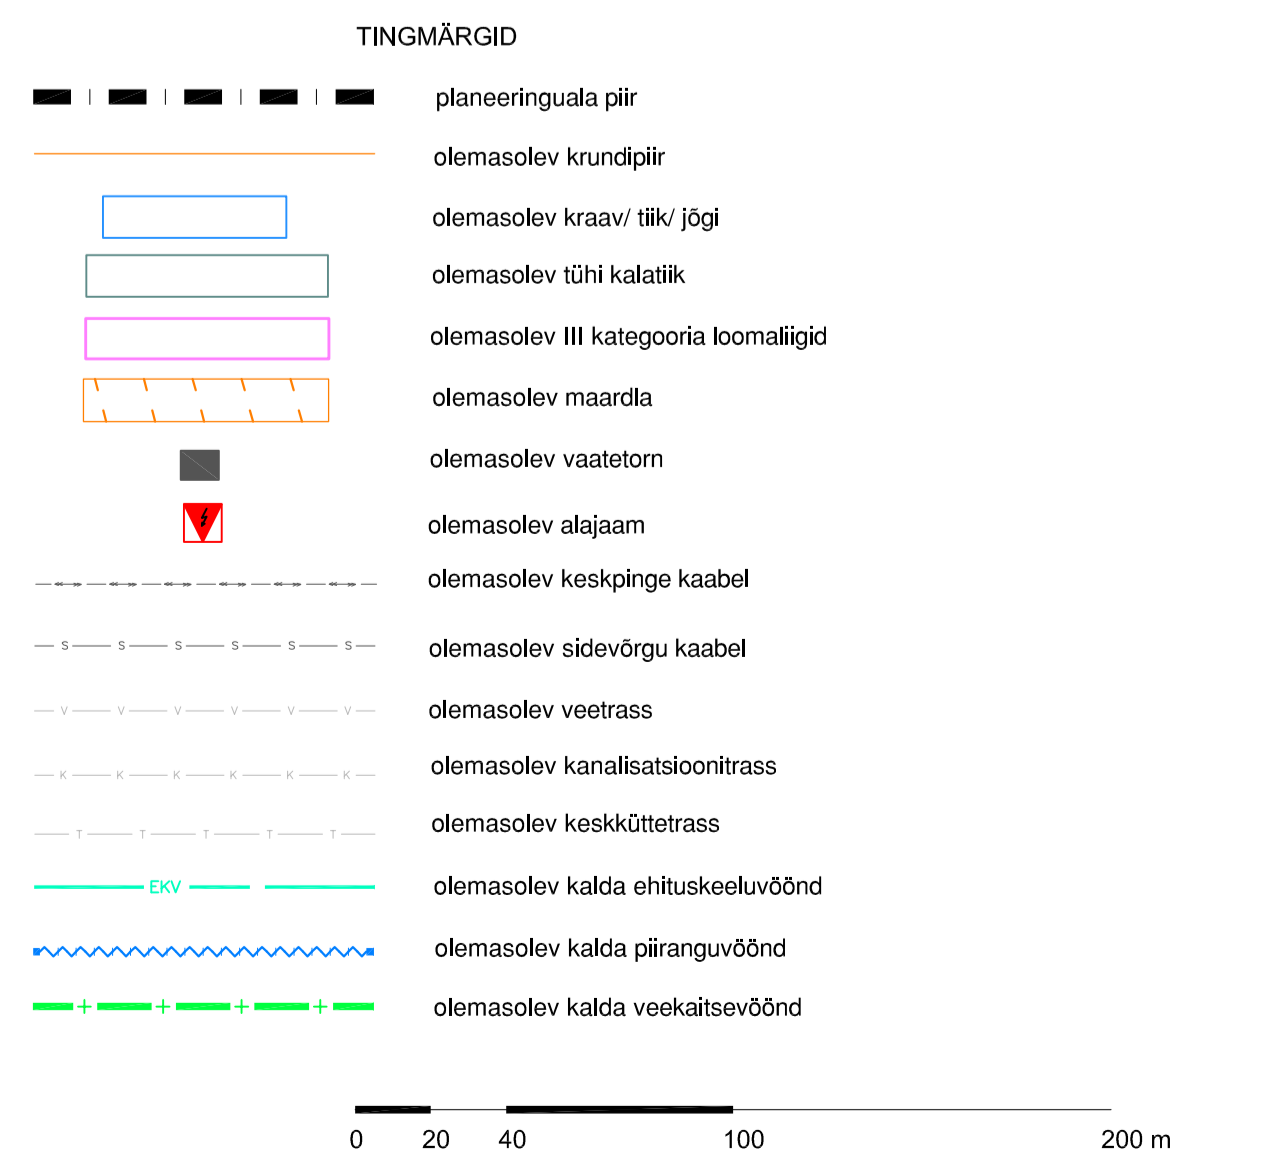 TINGMÄRGID
planeeringuala piir
olemasolev krundipiir
olemasolev kraav/ tiik/ jõgi
olemasolev tühi kalatiik
olemasolev III kategooria loomaliigid
olemasolev maardla
olemasolev vaatetorn
olemasolev alajaam
olemasolev keskpinge kaabel
S S S S S S olemasolev sidevõrgu kaabel
V V V V V V olemasolev veetrass
K K K K K K olemasolev kanalisatsioonitrass
T T T T T olemasolev keskküttetrass
EKV olemasolev kalda ehituskeeluvöönd
olemasolev kalda piiranguvöönd
olemasolev kalda veekaitsevöönd
0 20 40 100 200 m